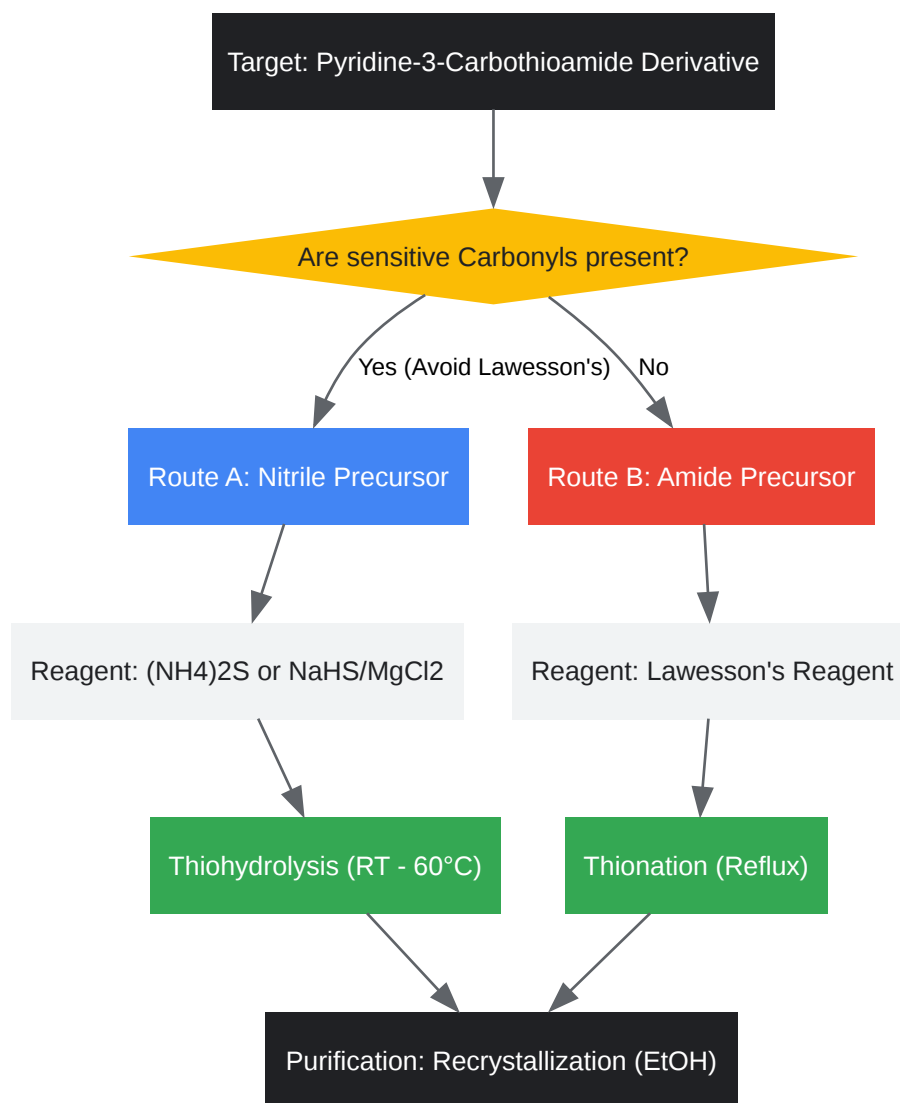 Target: Pyridine-3-Carbothioamide Derivative
Are sensitive Carbonyls present?
Yes (Avoid Lawesson's)
No
Route A: Nitrile Precursor
Route B: Amide Precursor
Reagent: (NH4)2S or NaHS/MgCl2
Reagent: Lawesson's Reagent
Thiohydrolysis (RT - 60°C)
Thionation (Reflux)
Purification: Recrystallization (EtOH)